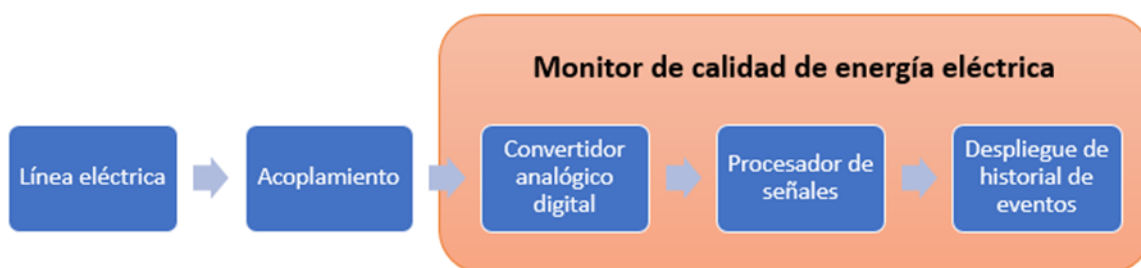 Monitor de calidad de energía eléctrica
Línea eléctrica
Acoplamiento
Convertidor
analógico
digital
Procesador de
señales
Despliegue de
historial de
eventos